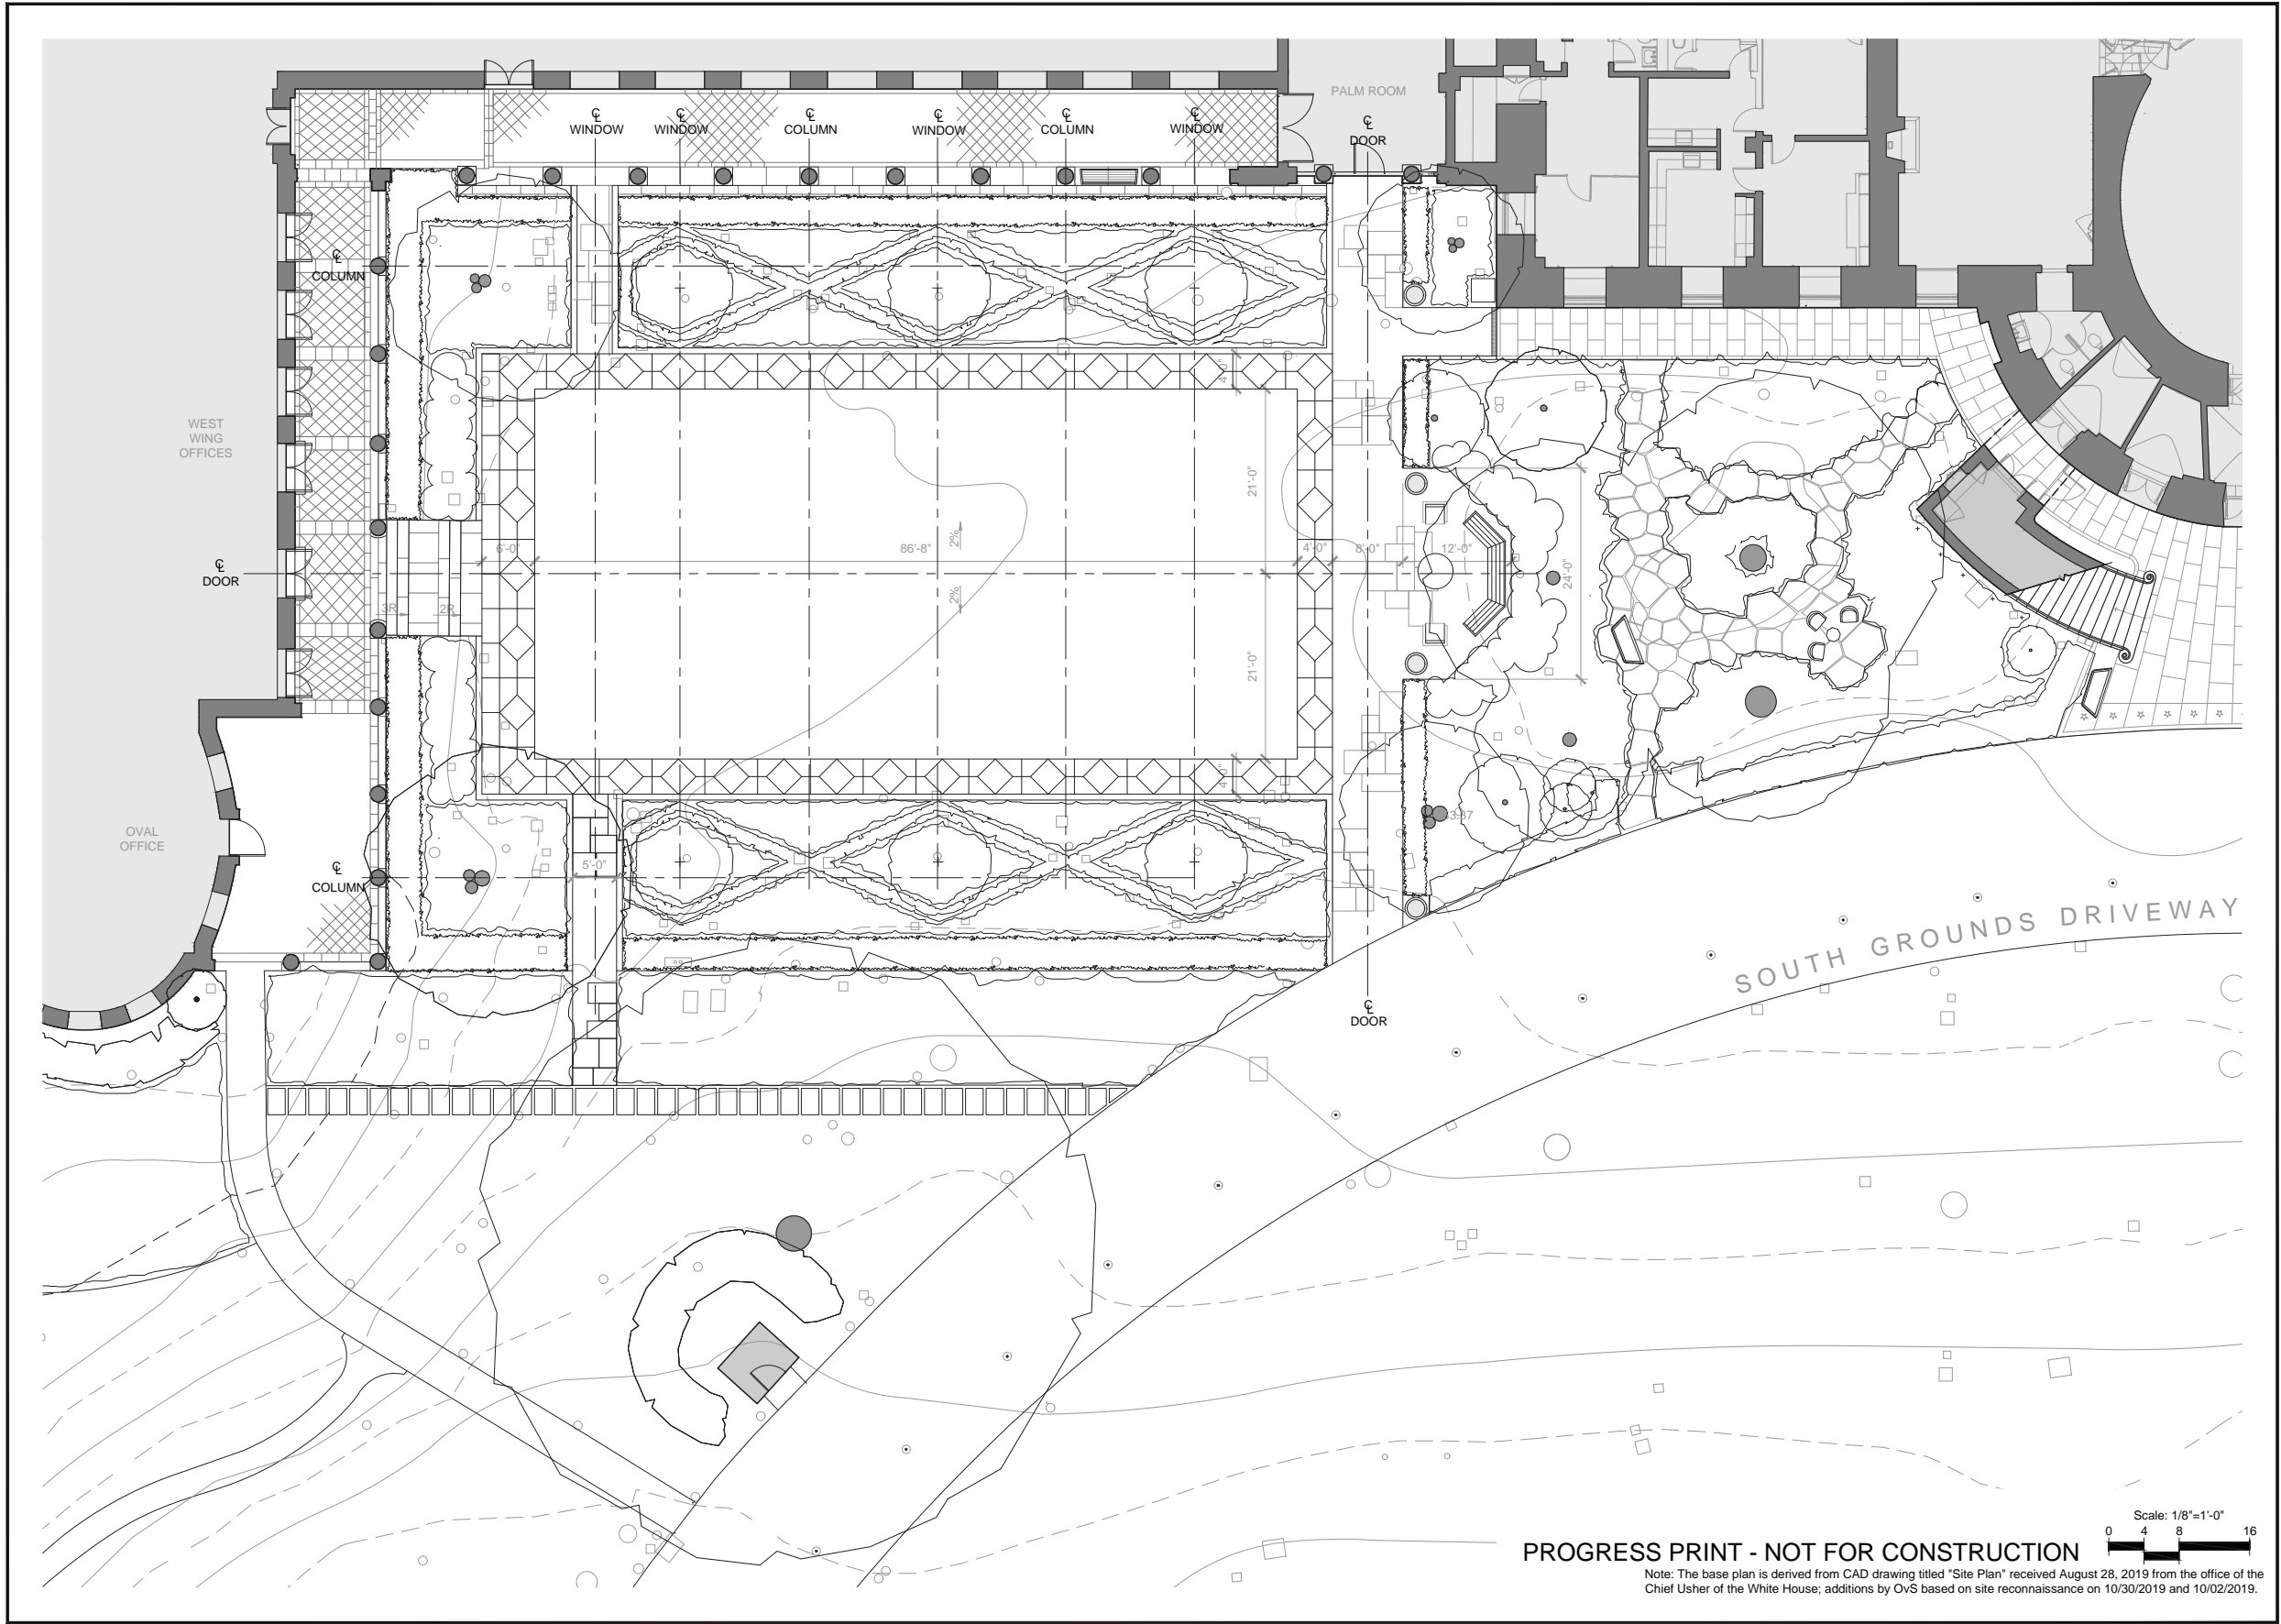 PALM ROOM
℄
WINDOW
℄
WINDOW
℄
COLUMN
℄
WINDOW
℄
COLUMN
℄
WINDOW
℄
DOOR
℄
COLUMN
4'-0"
WEST
WING
OFFICES
21'-0"
6'-0"
86'-8"
2%
4'-0"
8'-0"
12'-0"
℄
DOOR
24'-0"
2%
3R
2R
21'-0"
4'-0"
OVAL
OFFICE
5'-0"
℄
COLUMN
SOUTH GROUNDS DRIVEWAY
℄
DOOR
Scale: 1/8"=1'-0"
0 4 8 16
PROGRESS PRINT - NOT FOR CONSTRUCTION
Note: The base plan is derived from CAD drawing titled "Site Plan" received August 28, 2019 from the office of the
Chief Usher of the White House; additions by OvS based on site reconnaissance on 10/30/2019 and 10/02/2019.